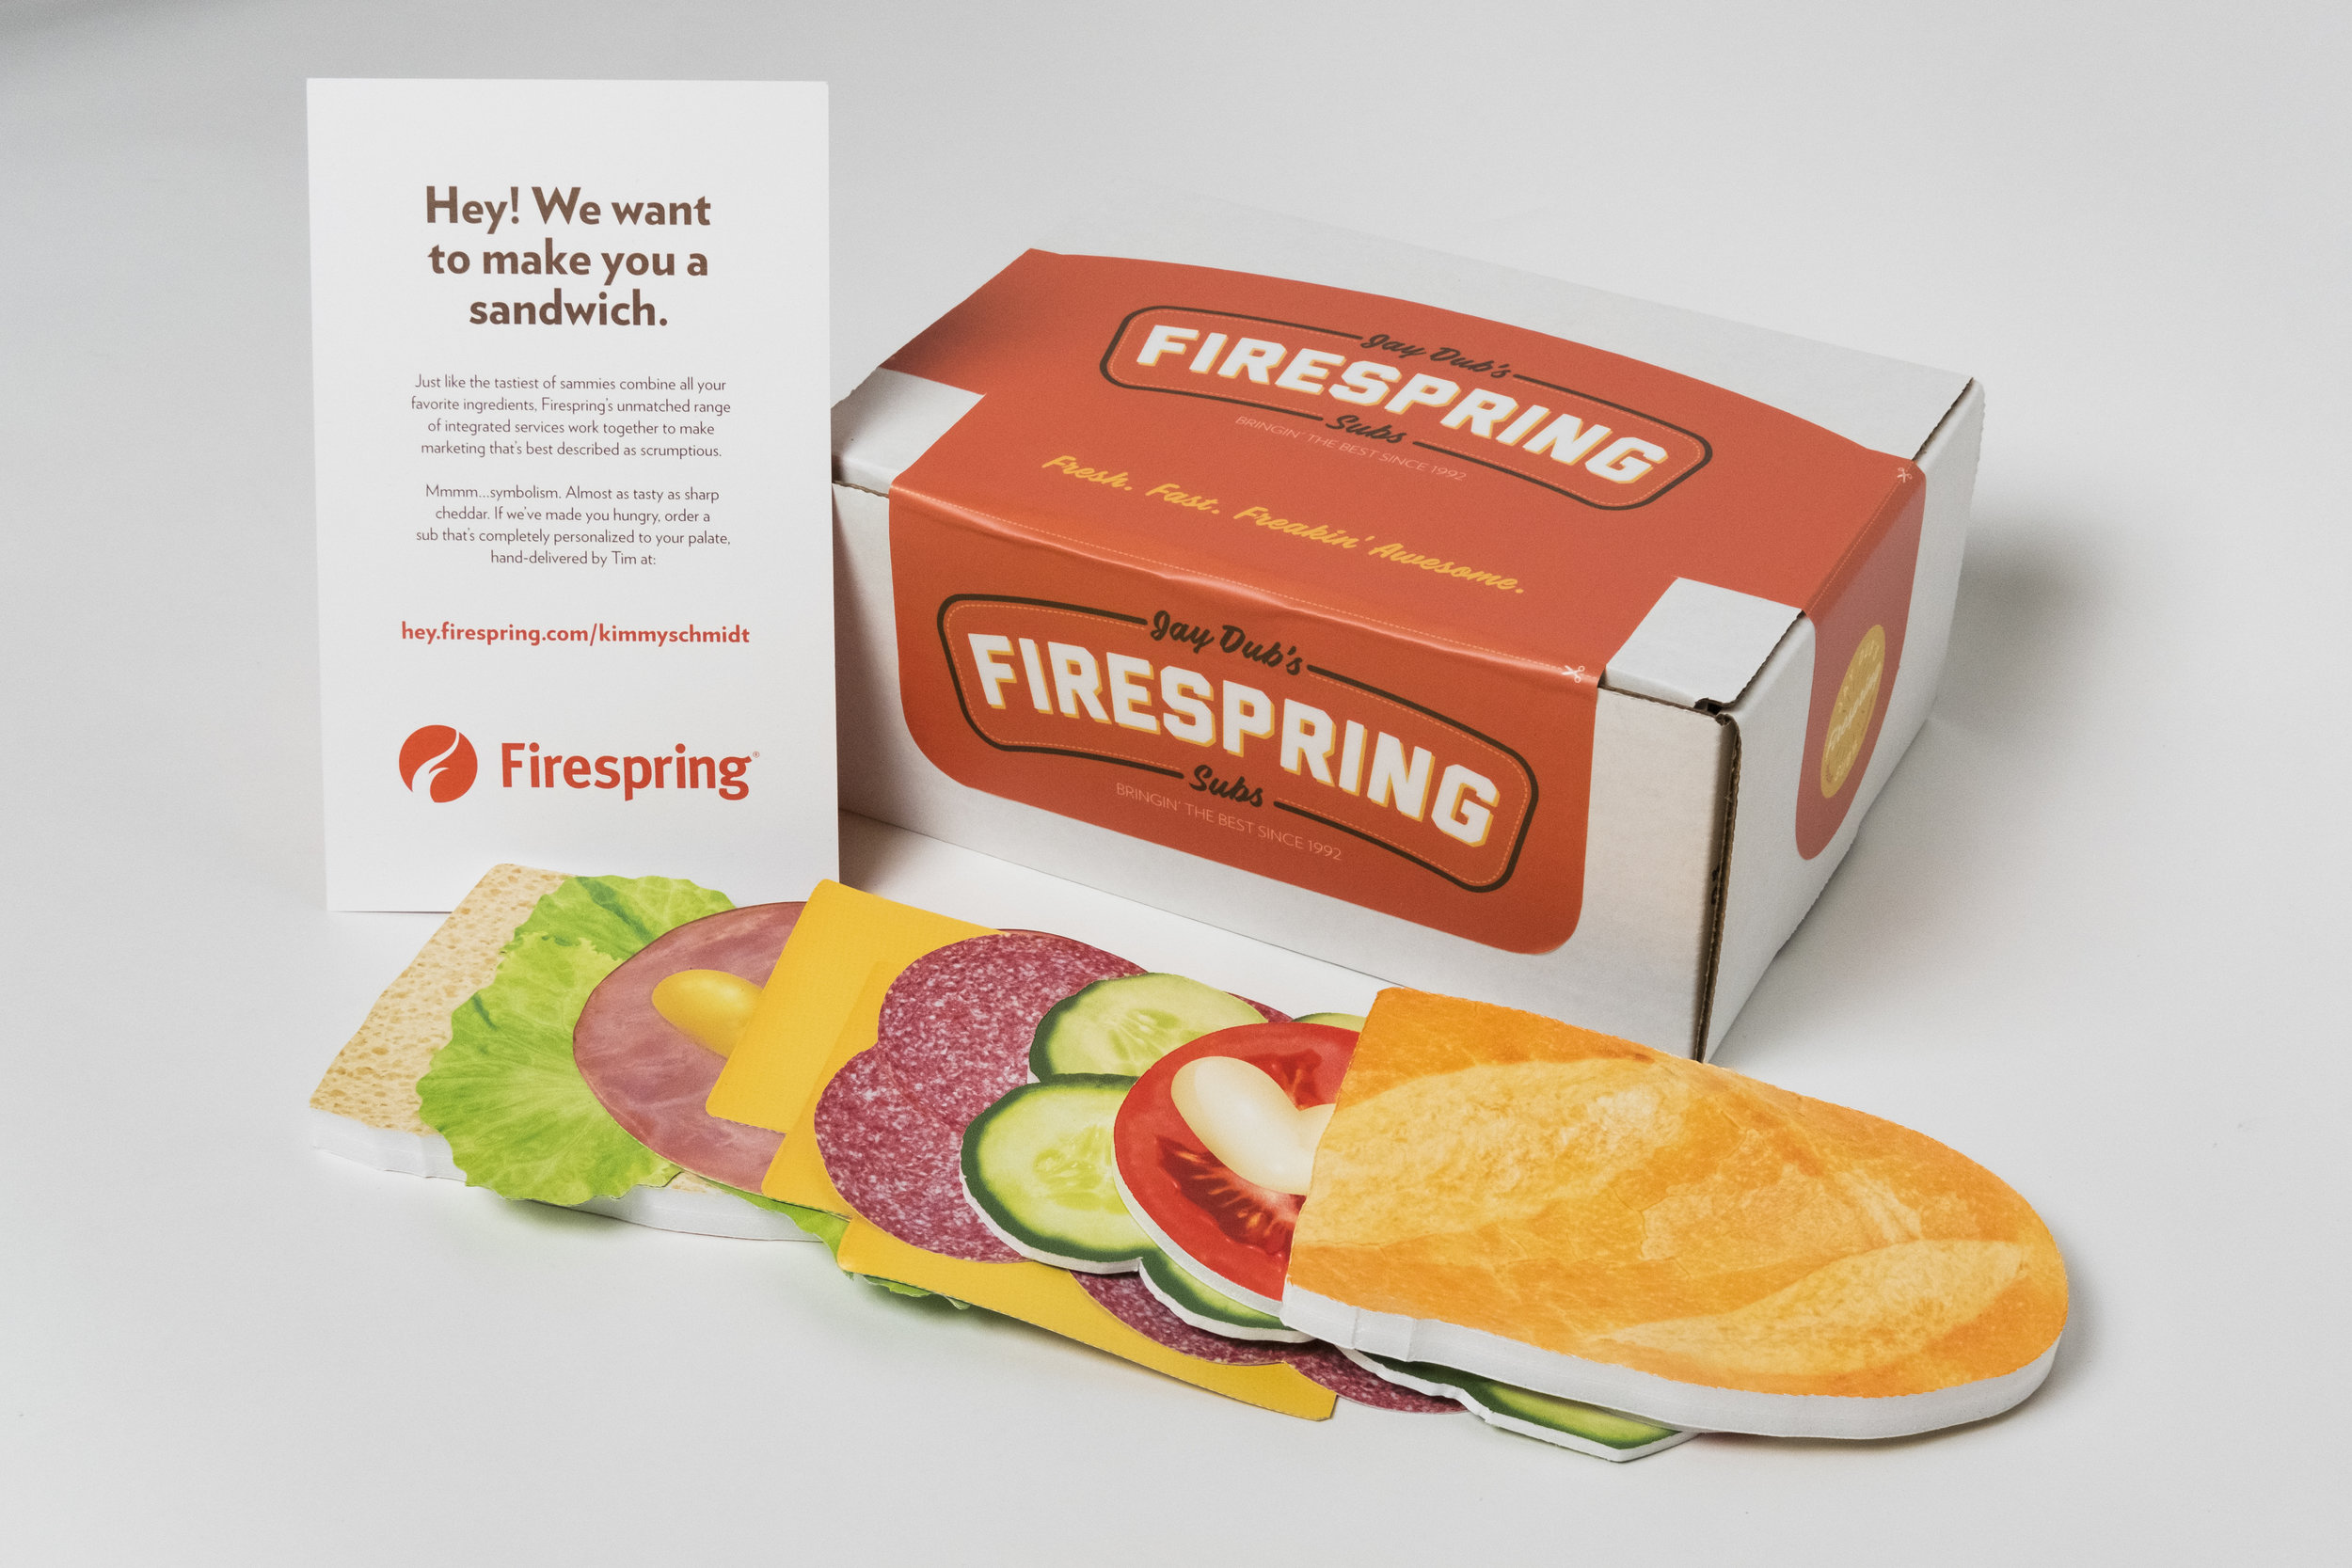 Hey! We want
to make you a
sandwich.
Just like the tastiest of sammies combine all your
favorite ingredients, Firespring's unmatched range
of integrated services work together to make
marketing that's best described as scrumptious.
Mmmm...symbolism. Almost as tasty as sharp
cheddar. If we've made you hungry, order a
sub that's completely personalized to your palate,
hand-delivered by Tim at:
hey.firespring.com/kimmyschmidt
Firespring®
Jay Dub's
FIRESPRING
Subs
BRINGIN' THE BEST SINCE 1992
Fresh. Fast. Freakin' Awesome.
Jay Dub's
FIRESPRING
Subs
BRINGIN' THE BEST SINCE 1992